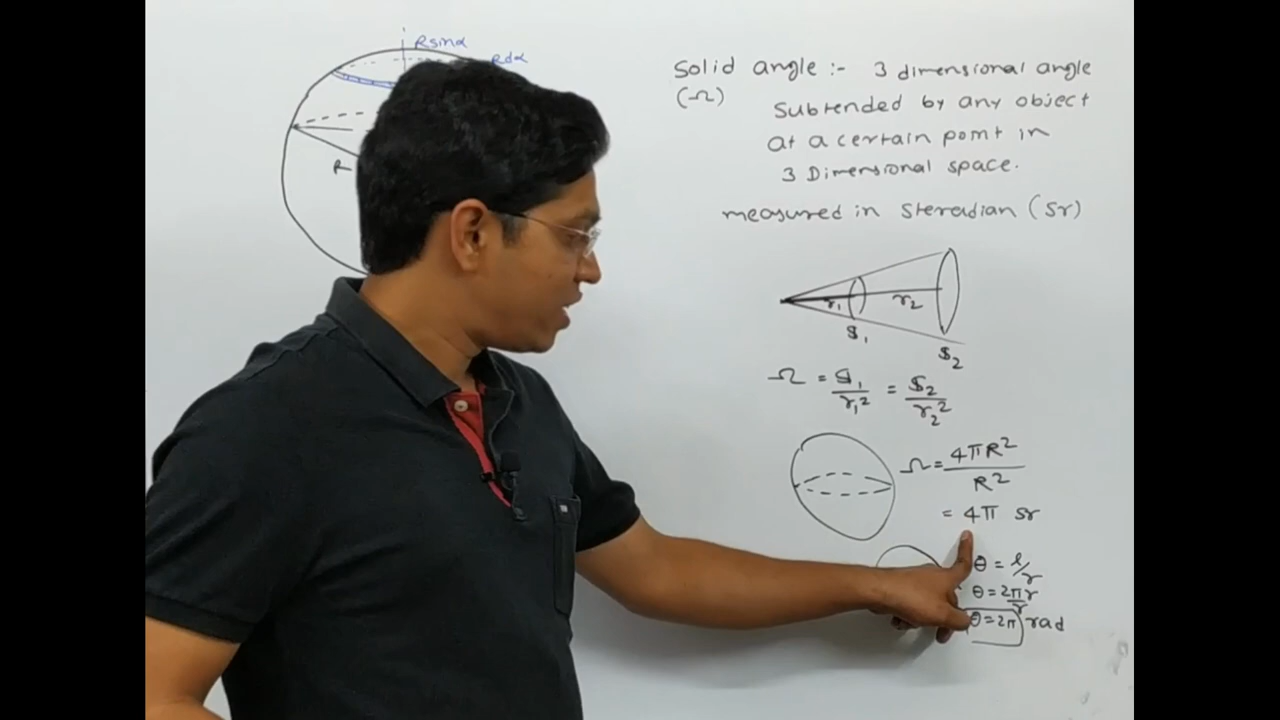 Rsinα
Rdα
R
Solid angle :- 3 dimensional angle
(Ω) Subtended by any object
at a certain point in
3 Dimensional space.
measured in Steradian (Sr)
r₁ r₂
S₁
S₂
Ω = S₁/r₁² = S₂/r₂²
Ω = 4πR²/R²
= 4π Sr
θ = l/r
θ = 2πr/r
θ = 2π rad